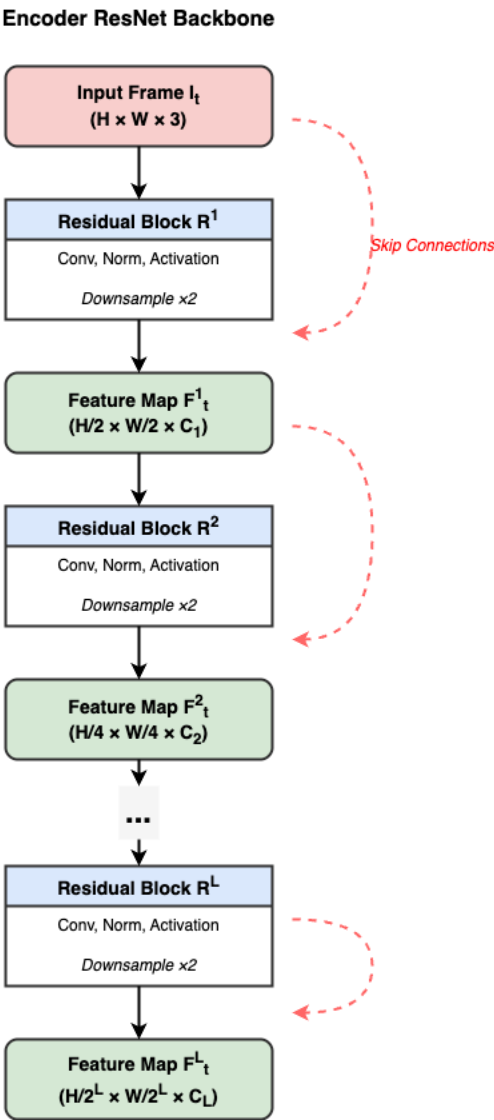 Encoder ResNet Backbone
Input Frame Iₜ
(H × W × 3)
Residual Block R¹
Conv, Norm, Activation
Skip Connections
Downsample ×2
Feature Map F¹ₜ
(H/2 × W/2 × C₁)
Residual Block R²
Conv, Norm, Activation
Downsample ×2
Feature Map F²ₜ
(H/4 × W/4 × C₂)
...
Residual Block Rᴸ
Conv, Norm, Activation
Downsample ×2
Feature Map Fᴸₜ
(H/2ᴸ × W/2ᴸ × C_L)